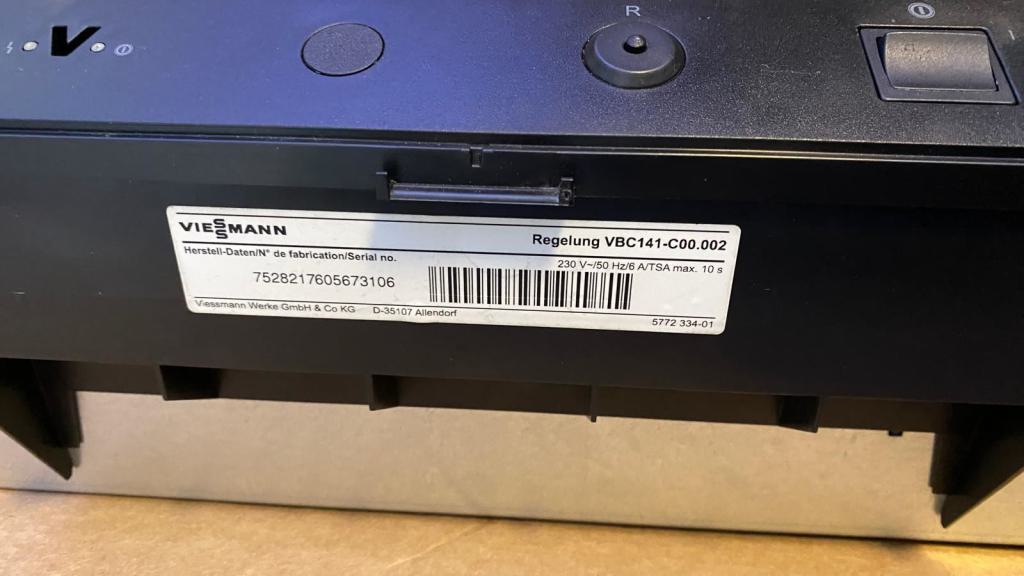 R
VIESSMANN
Regelung VBC141-C00.002
Herstell-Daten/N° de fabrication/Serial no.
230 V~/50 Hz/6 A/TSA max. 10 s
7528217605673106
Viessmann Werke GmbH & Co KG D-35107 Allendorf
5772 334-01